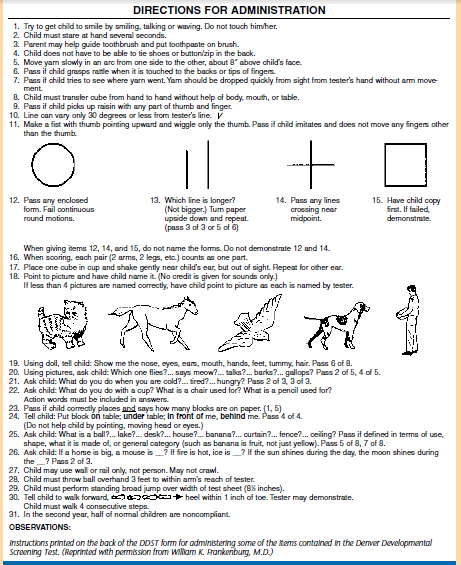 DIRECTIONS FOR ADMINISTRATION
1. Try to get child to smile by smiling, talking or waving. Do not touch him/her.
2. Child must stare at hand several seconds.
3. Parent may help guide toothbrush and put toothpaste on brush.
4. Child does not have to be able to tie shoes or button/zip in the back.
5. Move yarn slowly in an arc from one side to the other, about 8" above child's face.
6. Pass if child grasps rattle when it is touched to the backs or tips of fingers.
7. Pass if child tries to see where yarn went. Yarn should be dropped quickly from sight from tester's hand without arm move-
ment.
8. Child must transfer cube from hand to hand without help of body, mouth, or table.
9. Pass if child picks up raisin with any part of thumb and finger.
10. Line can vary only 30 degrees or less from tester's line.
11. Make a fist with thumb pointing upward and wiggle only the thumb. Pass if child imitates and does not move any fingers other
than the thumb.
12. Pass any enclosed
form. Fail continuous
round motions.
13. Which line is longer?
(Not bigger.) Turn paper
upside down and repeat.
(pass 3 of 3 or 5 of 6)
14. Pass any lines
crossing near
midpoint.
15. Have child copy
first. If failed,
demonstrate.
When giving items 12, 14, and 15, do not name the forms. Do not demonstrate 12 and 14.
16. When scoring, each pair (2 arms, 2 legs, etc.) counts as one part.
17. Place one cube in cup and shake gently near child's ear, but out of sight. Repeat for other ear.
18. Point to picture and have child name it. (No credit is given for sounds only.)
If less than 4 pictures are named correctly, have child point to picture as each is named by tester.
19. Using doll, tell child: Show me the nose, eyes, ears, mouth, hands, feet, tummy, hair. Pass 6 of 8.
20. Using pictures, ask child: Which one flies?... says meow?... talks?... barks?... gallops? Pass 2 of 5, 4 of 5.
21. Ask child: What do you do when you are cold?... tired?... hungry? Pass 2 of 3, 3 of 3.
22. Ask child: What do you do with a cup? What is a chair used for? What is a pencil used for?
Action words must be included in answers.
23. Pass if child correctly places and says how many blocks are on paper. (1, 5)
24. Tell child: Put block on table; under table; in front of me, behind me. Pass 4 of 4.
(Do not help child by pointing, moving head or eyes.)
25. Ask child: What is a ball?... lake?... desk?... house?... banana?... curtain?... fence?... ceiling? Pass if defined in terms of use,
shape, what it is made of, or general category (such as banana is fruit, not just yellow). Pass 5 of 8, 7 of 8.
26. Ask child: If a horse is big, a mouse is __? If fire is hot, ice is __? If the sun shines during the day, the moon shines during
the __? Pass 2 of 3.
27. Child may use wall or rail only, not person. May not crawl.
28. Child must throw ball overhand 3 feet to within arm's reach of tester.
29. Child must perform standing broad jump over width of test sheet (8½ inches).
30. Tell child to walk forward, heel within 1 inch of toe. Tester may demonstrate.
Child must walk 4 consecutive steps.
31. In the second year, half of normal children are noncompliant.
OBSERVATIONS:
Instructions printed on the back of the DDST form for administering some of the items contained in the Denver Developmental
Screening Test. (Reprinted with permission from William K. Frankenburg, M.D.)